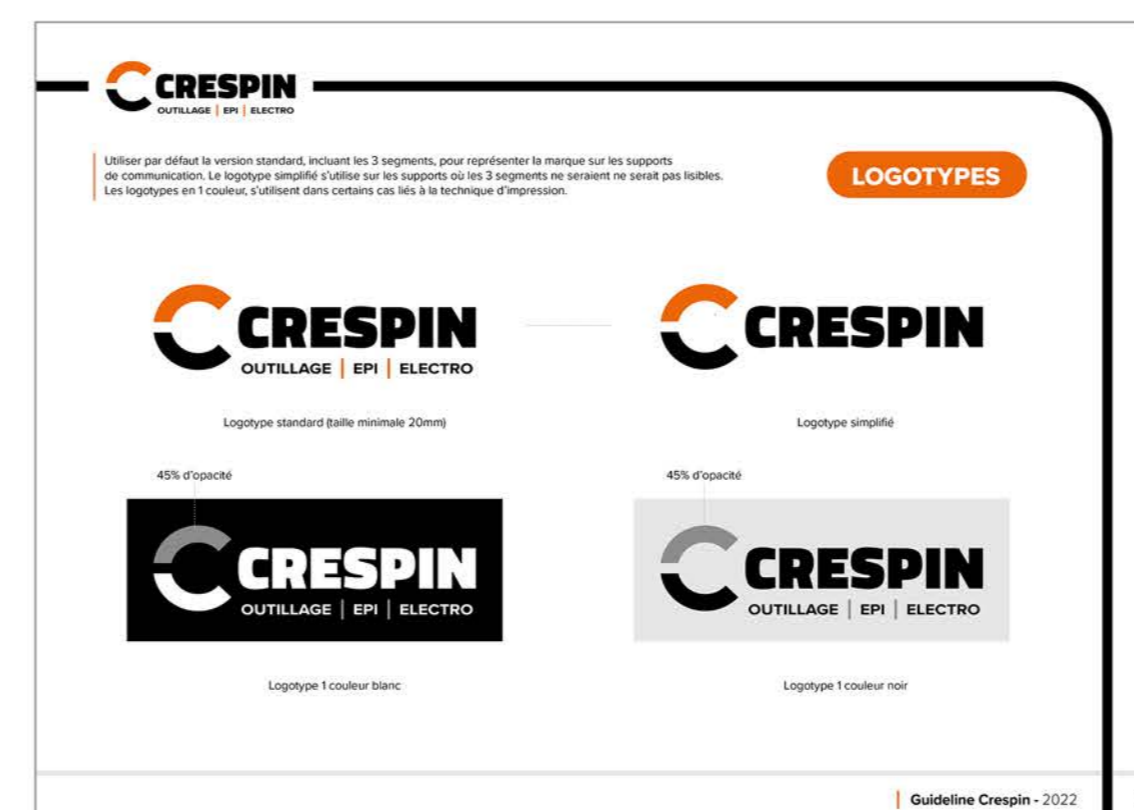 CRESPIN
OUTILLAGE | EPI | ELECTRO
Utiliser par défaut la version standard, incluant les 3 segments, pour représenter la marque sur les supports
de communication. Le logotype simplifié s'utilise sur les supports où les 3 segments ne seraient ne serait pas lisibles.
Les logotypes en 1 couleur, s'utilisent dans certains cas liés à la technique d'impression.
LOGOTYPES
CRESPIN
OUTILLAGE | EPI | ELECTRO
CRESPIN
Logotype standard (taille minimale 20mm)
Logotype simplifié
45% d'opacité
45% d'opacité
CRESPIN
OUTILLAGE | EPI | ELECTRO
CRESPIN
OUTILLAGE | EPI | ELECTRO
Logotype 1 couleur blanc
Logotype 1 couleur noir
Guideline Crespin - 2022